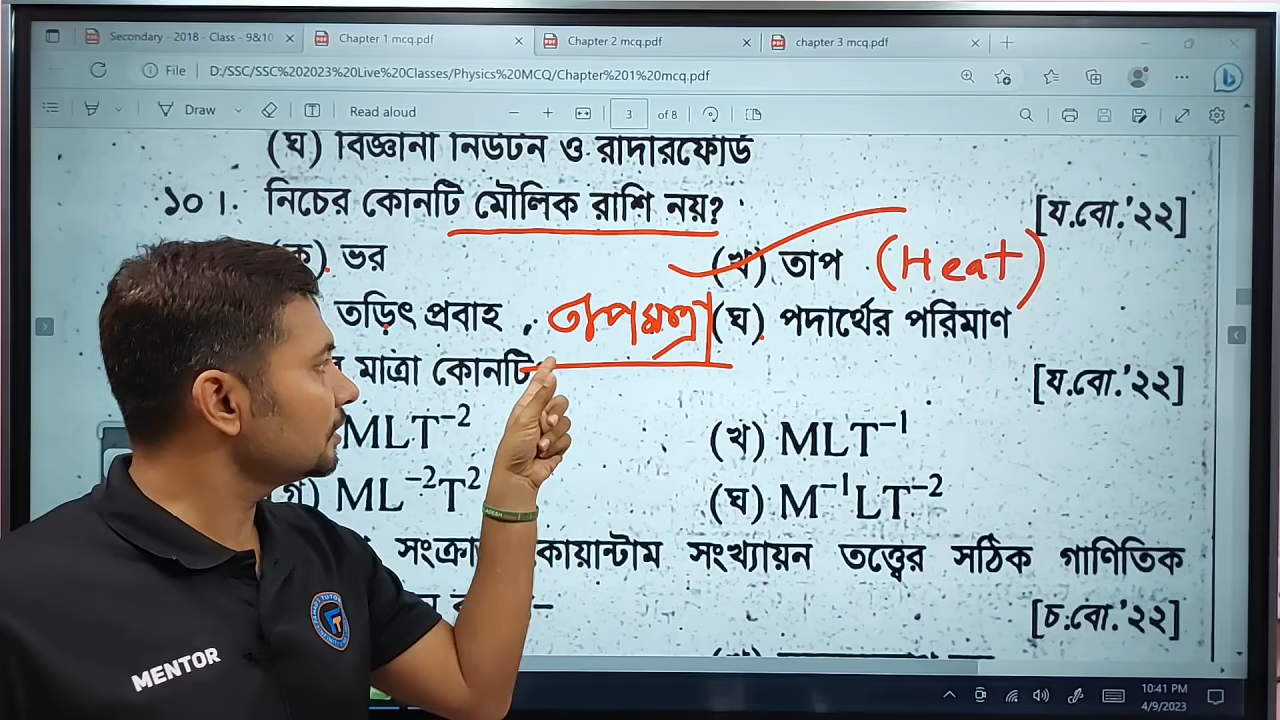 Secondary - 2018 - Class - 9&10
Chapter 1 mcq.pdf
Chapter 2 mcq.pdf
chapter 3 mcq.pdf
File D:/SSC/SSC%202023%20Live%20Classes/Physics%20MCQ/Chapter%201%20mcq.pdf
Draw Read aloud 3 of 8
(ঘ) বিজ্ঞানী নিউটন ও রাদারফোর্ড
১০। নিচের কোনটি মৌলিক রাশি নয়? [য.বো.'২২]
ক) ভর (খ) তাপ (Heat)
তড়িৎ প্রবাহ , তাপমাত্রা (ঘ) পদার্থের পরিমাণ
মাত্রা কোনটি [য.বো.'২২]
MLT⁻² (খ) MLT⁻¹
গ) ML⁻²T² (ঘ) M⁻¹LT⁻²
কোয়ান্টাম সংখ্যায়ন তত্ত্বের সঠিক গাণিতিক
[চ.বো.'২২]
MENTOR
10:41 PM
4/9/2023